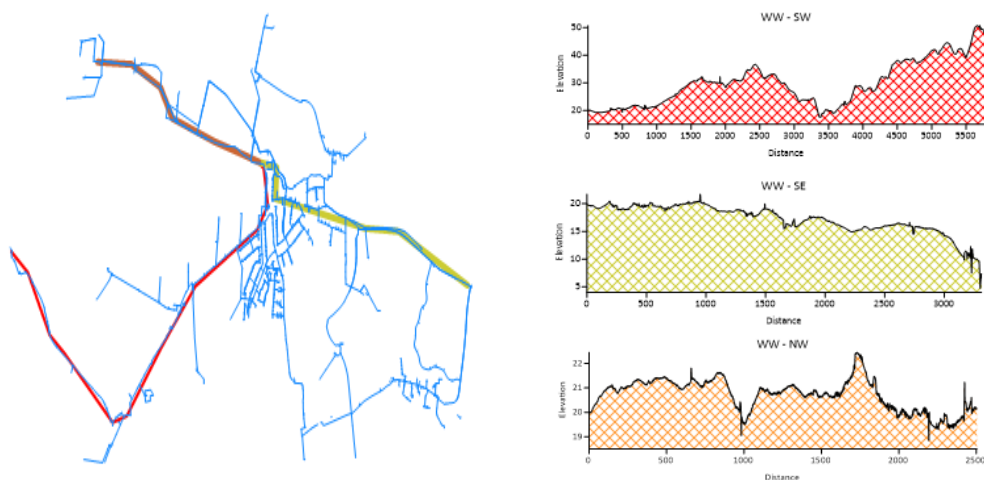 WW - SW
Elevation
50
40
30
20
0 500 1000 1500 2000 2500 3000 3500 4000 4500 5000 5500
Distance
WW - SE
Elevation
20
15
10
5
0 500 1000 1500 2000 2500 3000
Distance
WW - NW
Elevation
22
21
20
19
0 500 1000 1500 2000 2500
Distance